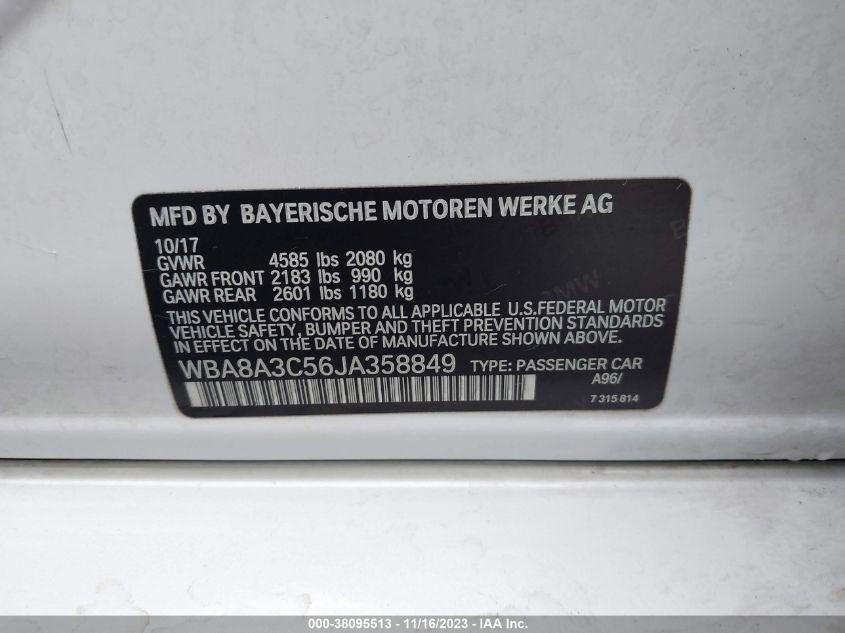 MFD BY BAYERISCHE MOTOREN WERKE AG
10/17
GVWR 4585 lbs 2080 kg
GAWR FRONT 2183 lbs 990 kg
GAWR REAR 2601 lbs 1180 kg
THIS VEHICLE CONFORMS TO ALL APPLICABLE U.S.FEDERAL MOTOR
VEHICLE SAFETY, BUMPER AND THEFT PREVENTION STANDARDS
IN EFFECT ON THE DATE OF MANUFACTURE SHOWN ABOVE.
WBA8A3C56JA358849 TYPE: PASSENGER CAR
A96/
7 315 814
000-38095513 - 11/16/2023 - IAA Inc.